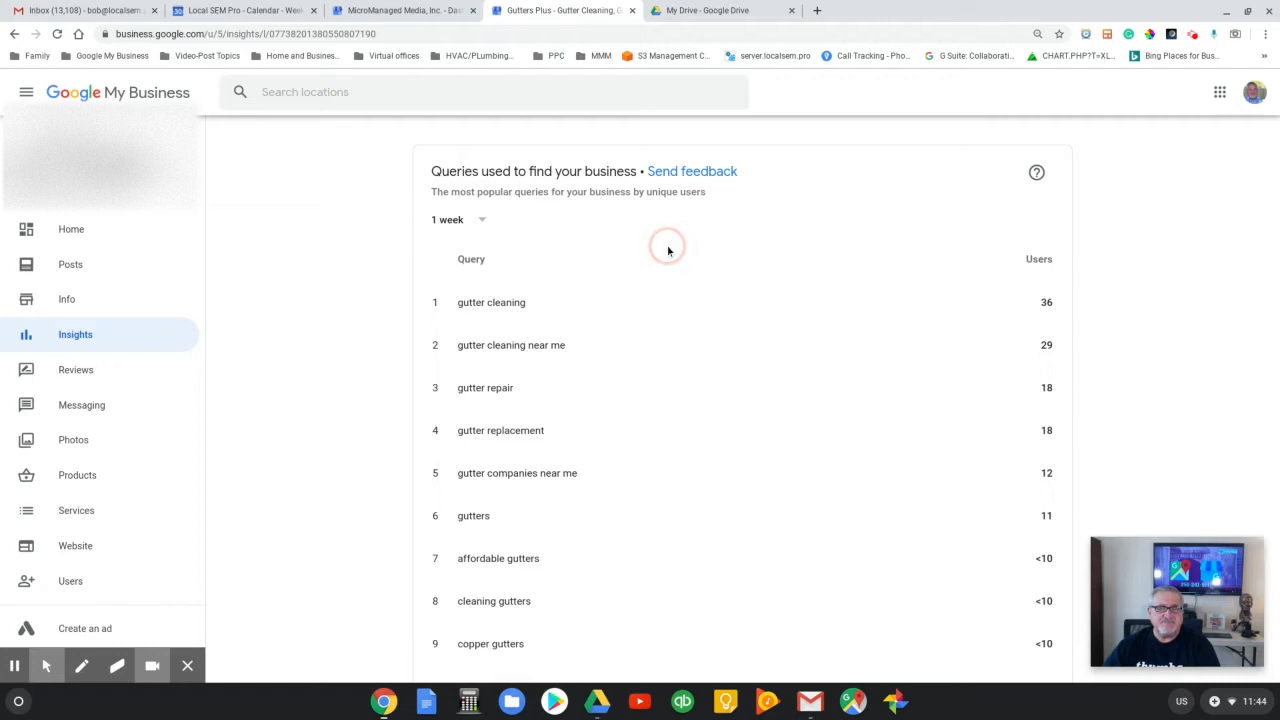 Inbox (13,108) - bob@localsem
Local SEM Pro - Calendar - Wee
MicroManaged Media, Inc. - Das
Gutters Plus - Gutter Cleaning, G
My Drive - Google Drive
business.google.com/u/5/insights/l/07738201380550807190
Family
Google My Business
Video-Post Topics
Home and Busines...
Virtual offices
HVAC/PLumbing...
PPC
MMM
S3 Management C...
server.localsem.pro
Call Tracking - Pho...
G Suite: Collaborati...
CHART.PHP?T=XL...
Bing Places for Bus...
Google My Business
Search locations
Queries used to find your business • Send feedback
The most popular queries for your business by unique users
1 week
Query Users
1 gutter cleaning 36
2 gutter cleaning near me 29
3 gutter repair 18
4 gutter replacement 18
5 gutter companies near me 12
6 gutters 11
7 affordable gutters <10
8 cleaning gutters <10
9 copper gutters <10
Home
Posts
Info
Insights
Reviews
Messaging
Photos
Products
Services
Website
Users
Create an ad
US
11:44